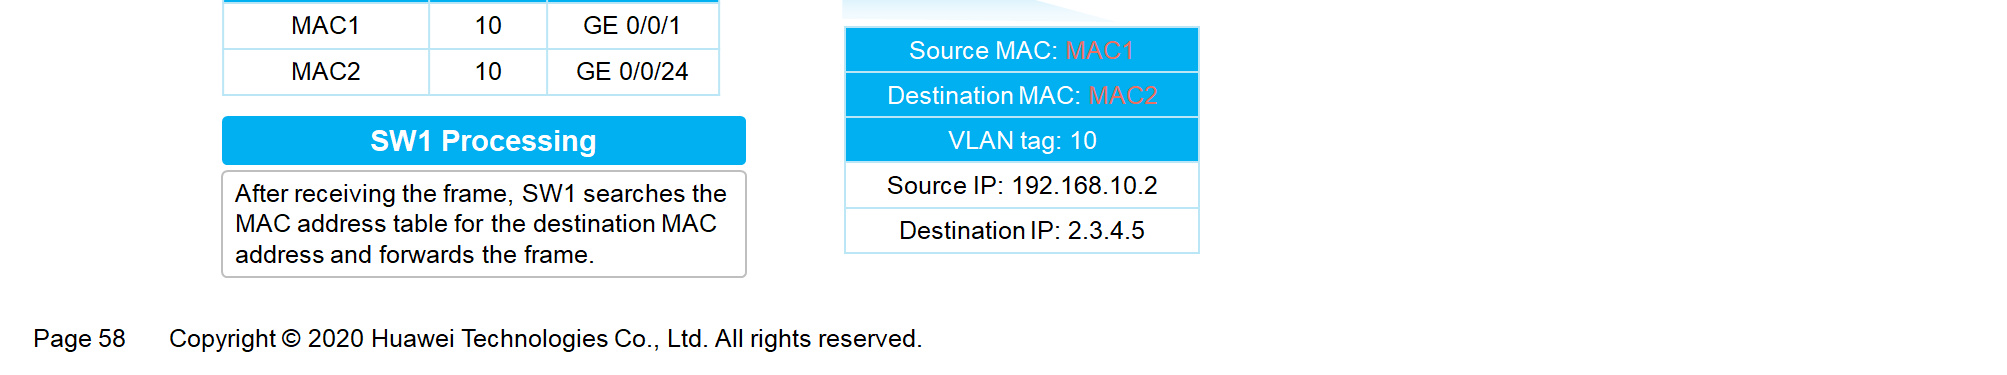 MAC1 10 GE 0/0/1
MAC2 10 GE 0/0/24
SW1 Processing
After receiving the frame, SW1 searches the
MAC address table for the destination MAC
address and forwards the frame.
Source MAC: MAC1
Destination MAC: MAC2
VLAN tag: 10
Source IP: 192.168.10.2
Destination IP: 2.3.4.5
Page 58 Copyright © 2020 Huawei Technologies Co., Ltd. All rights reserved.